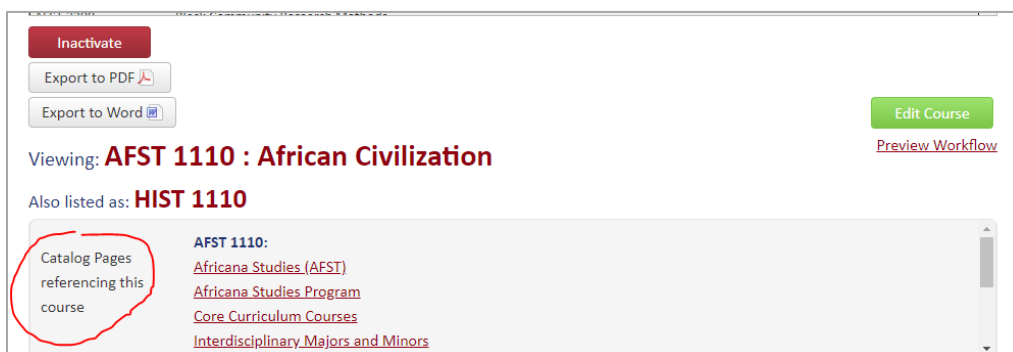 Inactivate
Export to PDF
Export to Word
Edit Course
Viewing: AFST 1110 : African Civilization
Preview Workflow
Also listed as: HIST 1110
AFST 1110:
Catalog Pages
referencing this
course
Africana Studies (AFST)
Africana Studies Program
Core Curriculum Courses
Interdisciplinary Majors and Minors